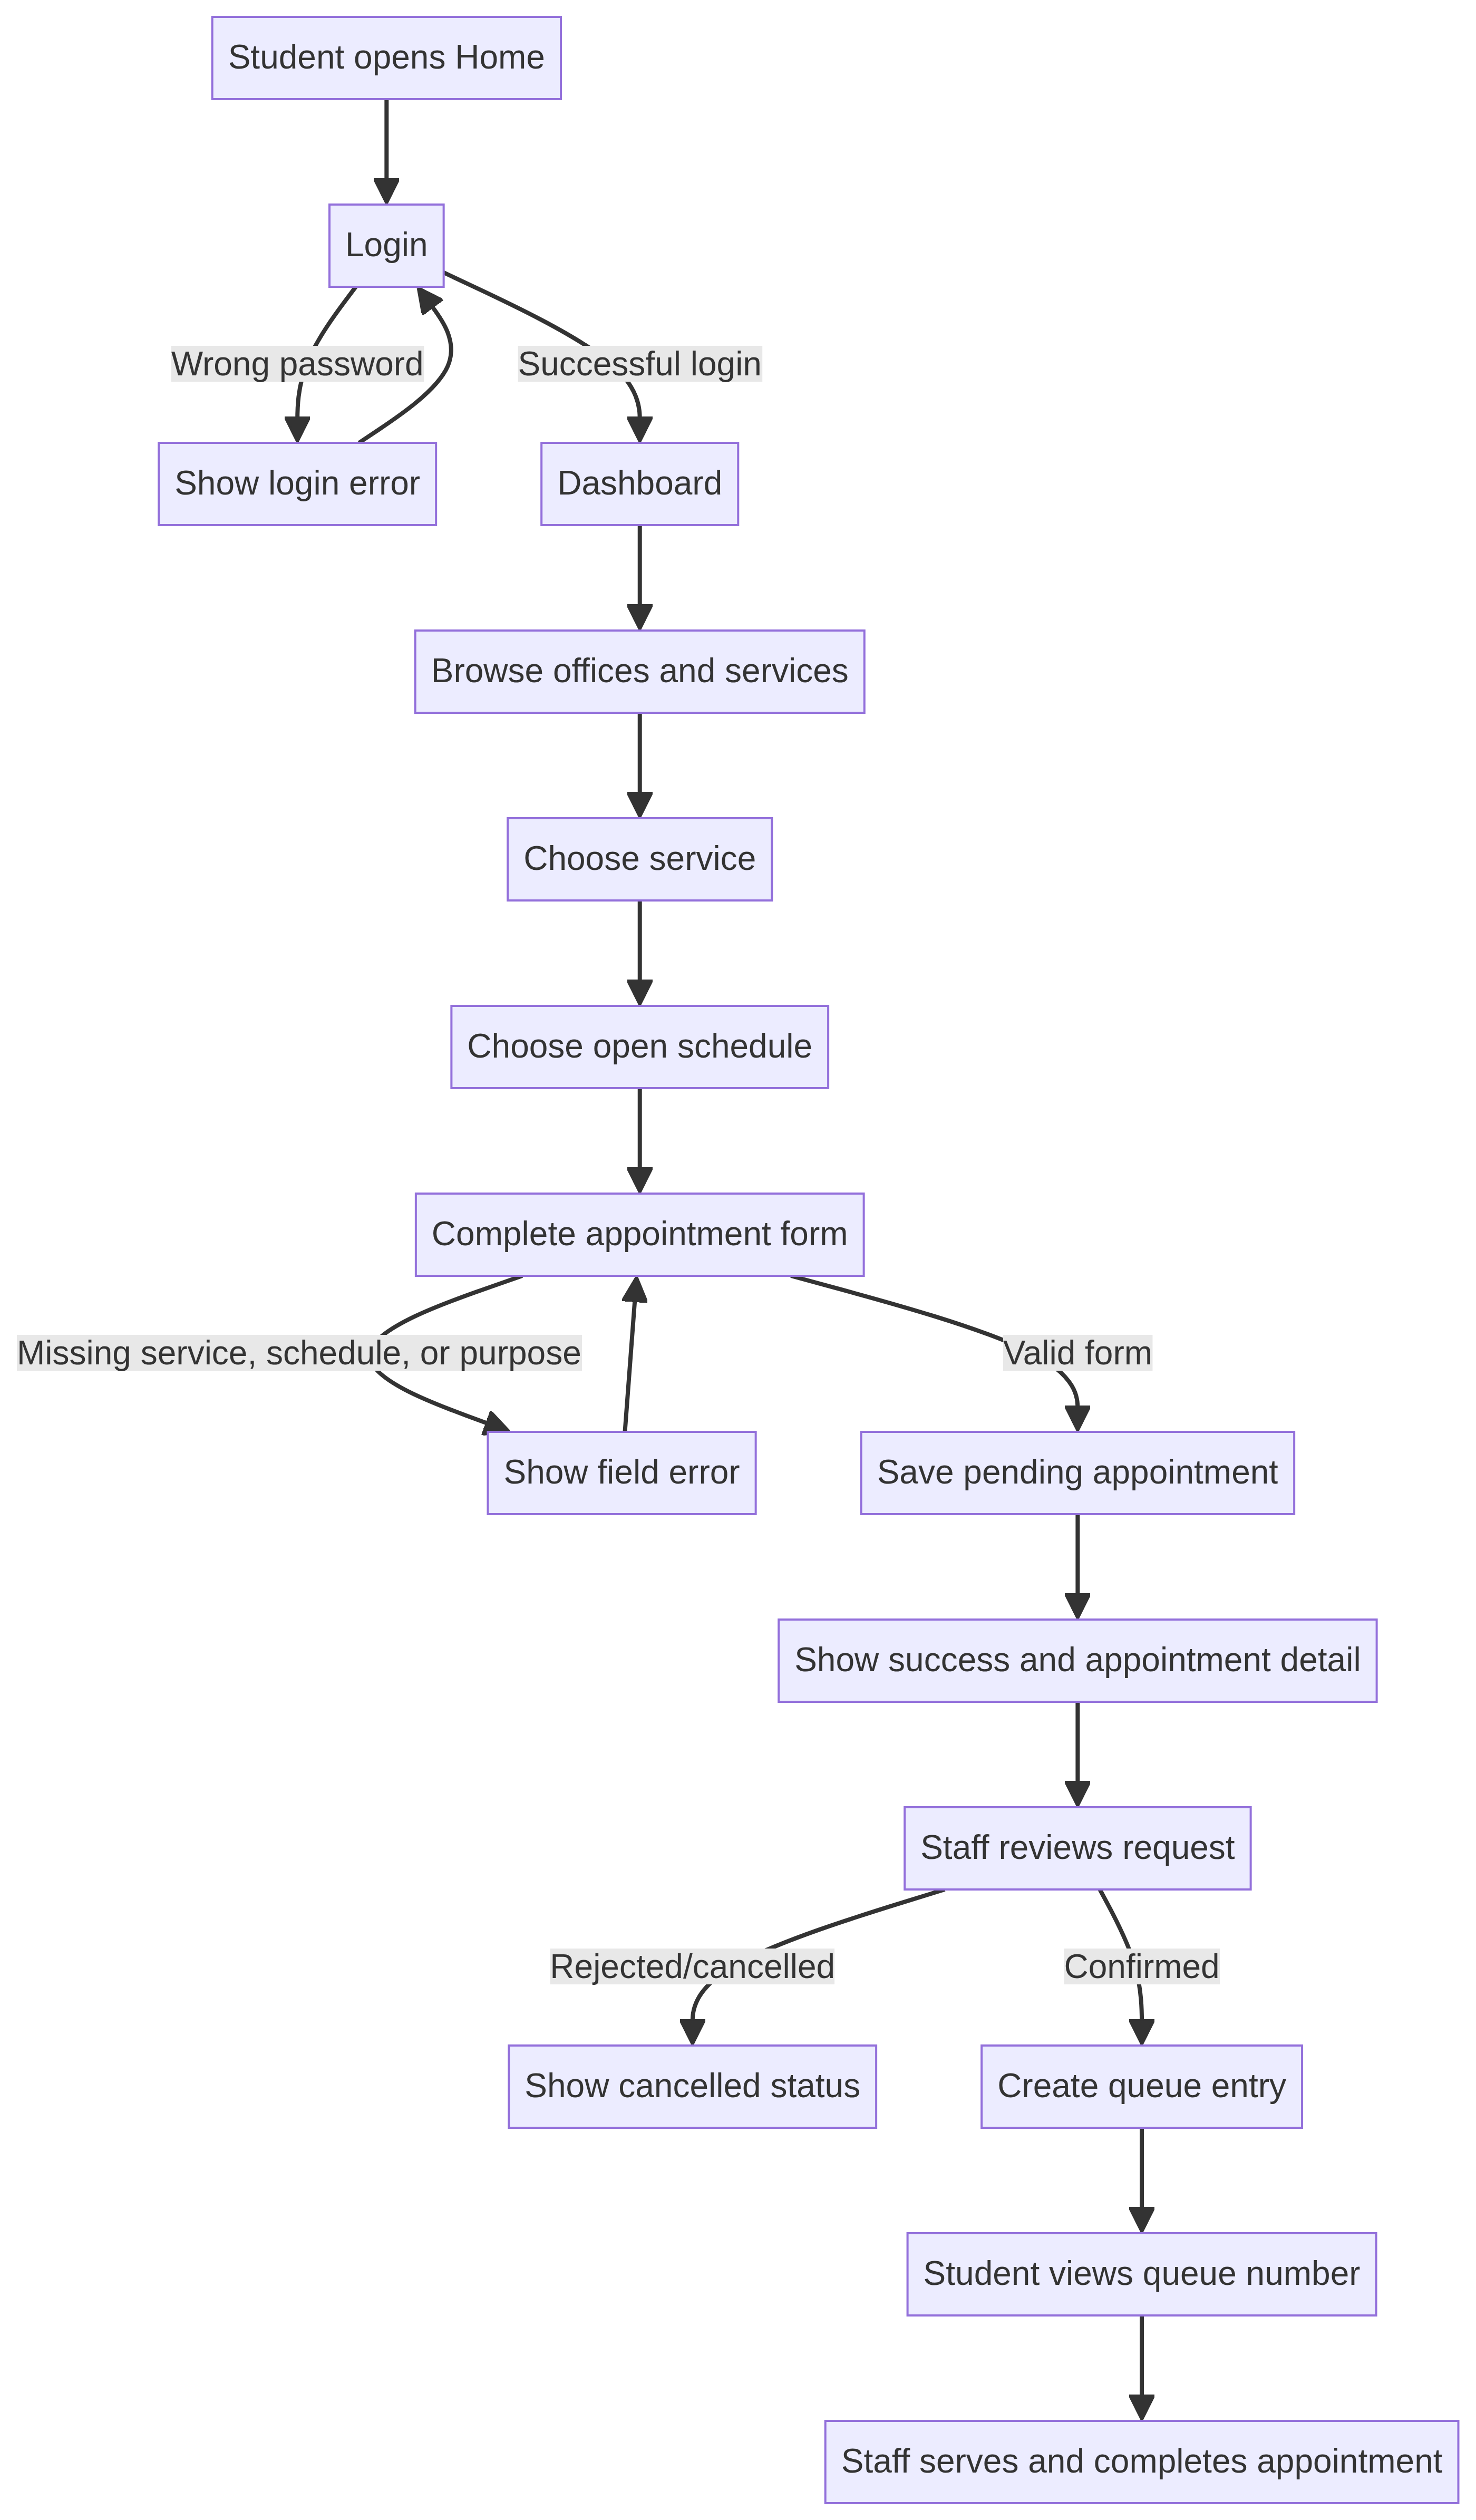 Student opens Home
Login
Wrong password
Successful login
Show login error
Dashboard
Browse offices and services
Choose service
Choose open schedule
Complete appointment form
Missing service, schedule, or purpose
Valid form
Show field error
Save pending appointment
Show success and appointment detail
Staff reviews request
Rejected/cancelled
Confirmed
Show cancelled status
Create queue entry
Student views queue number
Staff serves and completes appointment